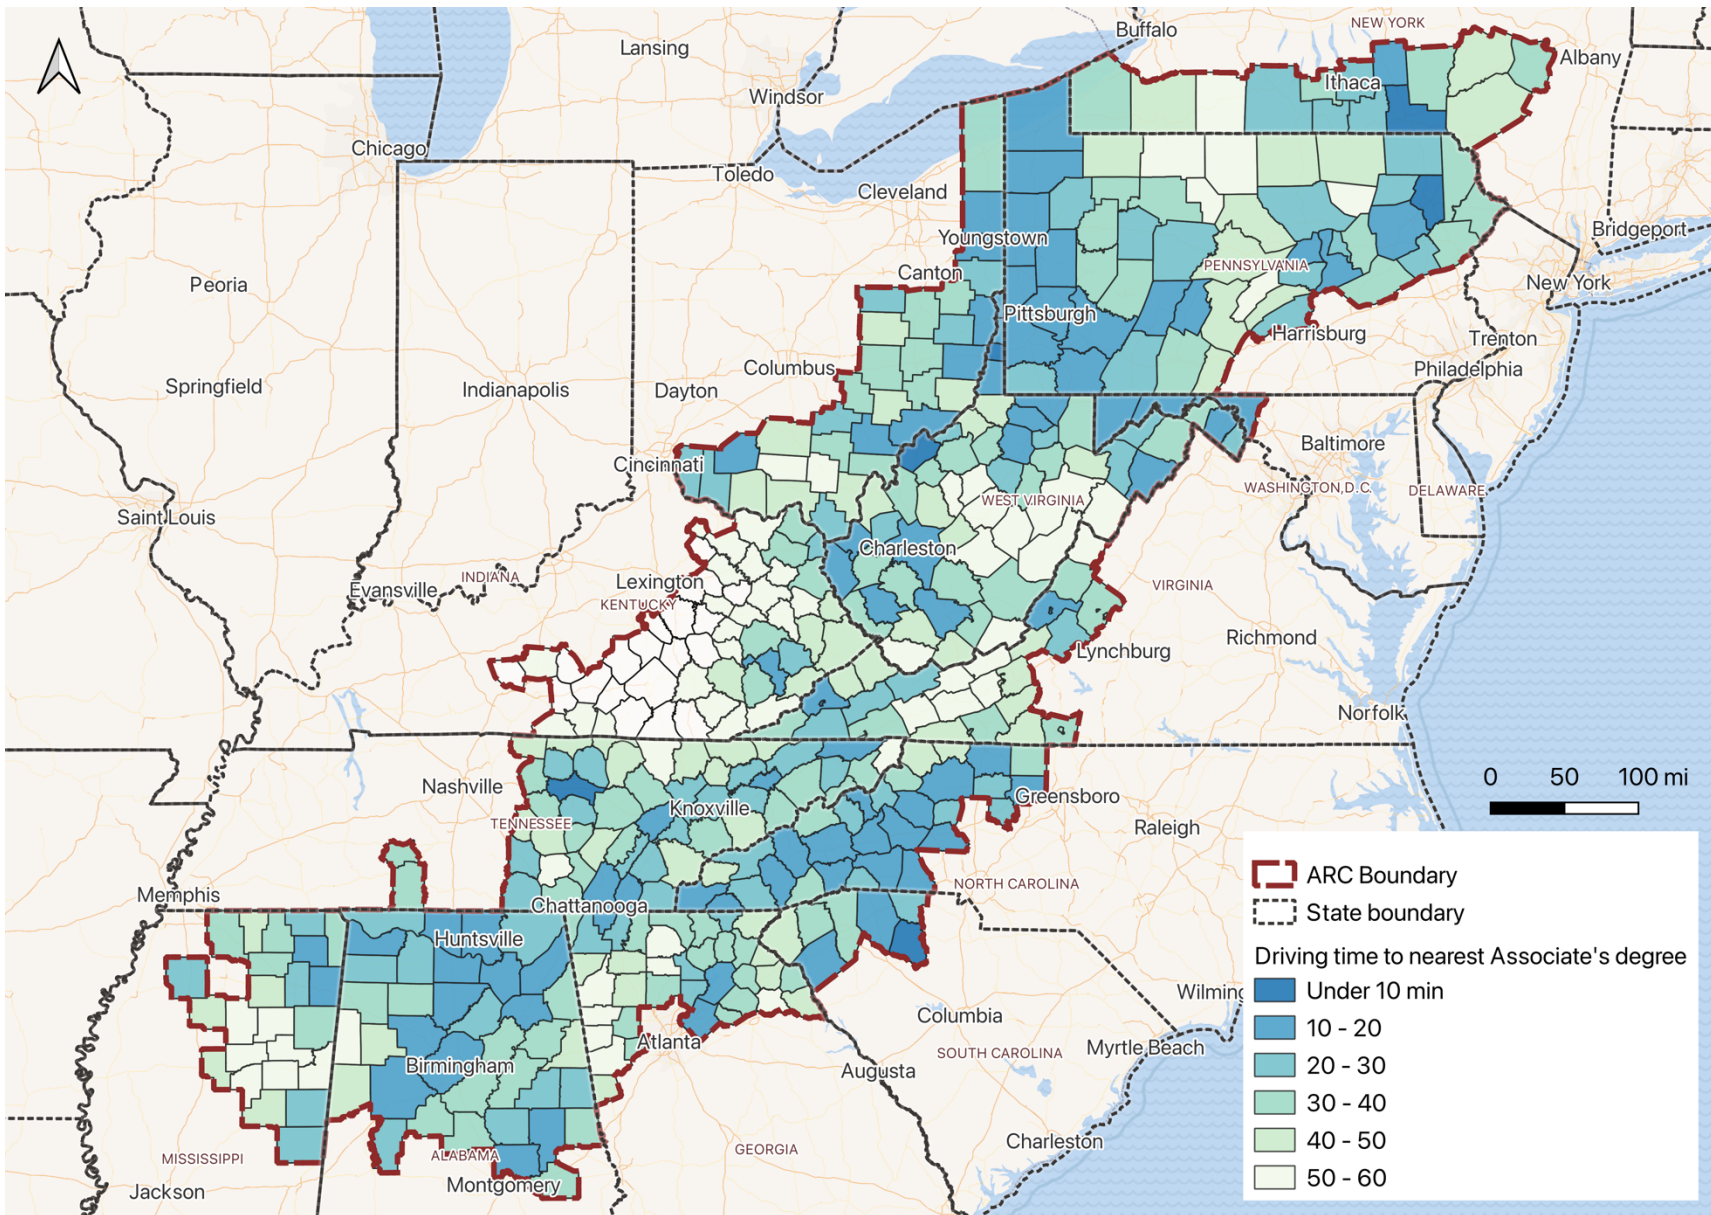 NEW YORK
Buffalo
Lansing
Albany
Ithaca
Windsor
Chicago
Toledo
Cleveland
Bridgeport
Youngstown
PENNSYLVANIA
Canton
Peoria
New York
Pittsburgh
Harrisburg
Trenton
Columbus
Philadelphia
Springfield
Indianapolis
Dayton
Baltimore
Cincinnati
WASHINGTON, D.C.
DELAWARE
WEST VIRGINIA
Saint Louis
Charleston
INDIANA
Lexington
VIRGINIA
Evansville
KENTUCKY
Richmond
Lynchburg
Norfolk
0 50 100 mi
Nashville
Greensboro
Knoxville
TENNESSEE
Raleigh
Memphis
NORTH CAROLINA
Chattanooga
Huntsville
Wilming
Columbia
Atlanta
SOUTH CAROLINA
Myrtle Beach
Birmingham
Augusta
Charleston
GEORGIA
MISSISSIPPI
ALABAMA
Jackson
Montgomery
ARC Boundary
State boundary
Driving time to nearest Associate's degree
Under 10 min
10 - 20
20 - 30
30 - 40
40 - 50
50 - 60